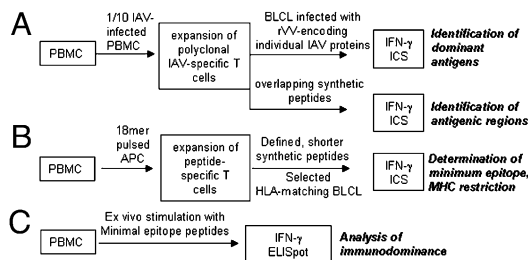 A
PBMC
1/10 IAV-
infected
PBMC
expansion of
polyclonal
IAV-specific T
cells
BLCL infected with
rVV-encoding
individual IAV proteins
IFN-γ
ICS
Identification of
dominant
antigens
overlapping synthetic
peptides
IFN-γ
ICS
Identification of
antigenic regions
B
PBMC
18mer
pulsed
APC
expansion of
peptide-
specific T
cells
Defined, shorter
synthetic peptides
Selected
HLA-matching BLCL
IFN-γ
ICS
Determination of
minimum epitope,
MHC restriction
C
PBMC
Ex vivo stimulation with
Minimal epitope peptides
IFN-γ
ELISpot
Analysis of
immunodominance